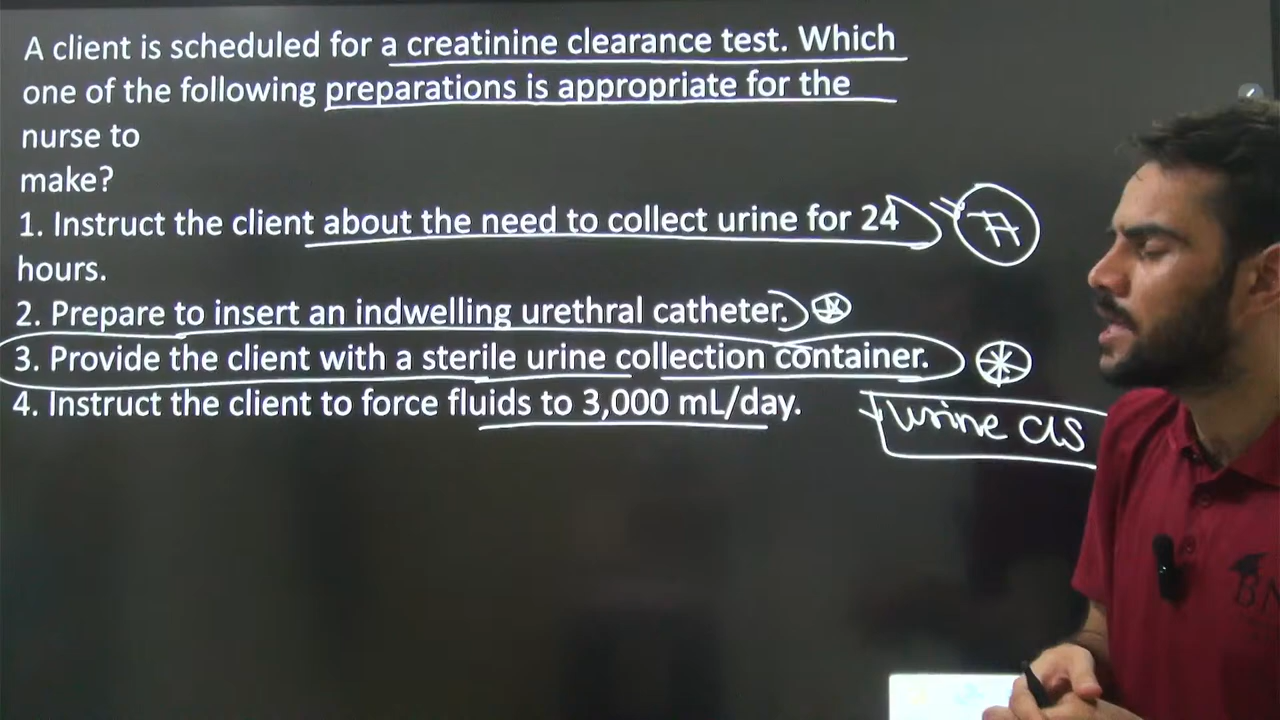 A client is scheduled for a creatinine clearance test. Which
one of the following preparations is appropriate for the
nurse to
make?
1. Instruct the client about the need to collect urine for 24
hours.
2. Prepare to insert an indwelling urethral catheter.
3. Provide the client with a sterile urine collection container.
4. Instruct the client to force fluids to 3,000 mL/day.
urine